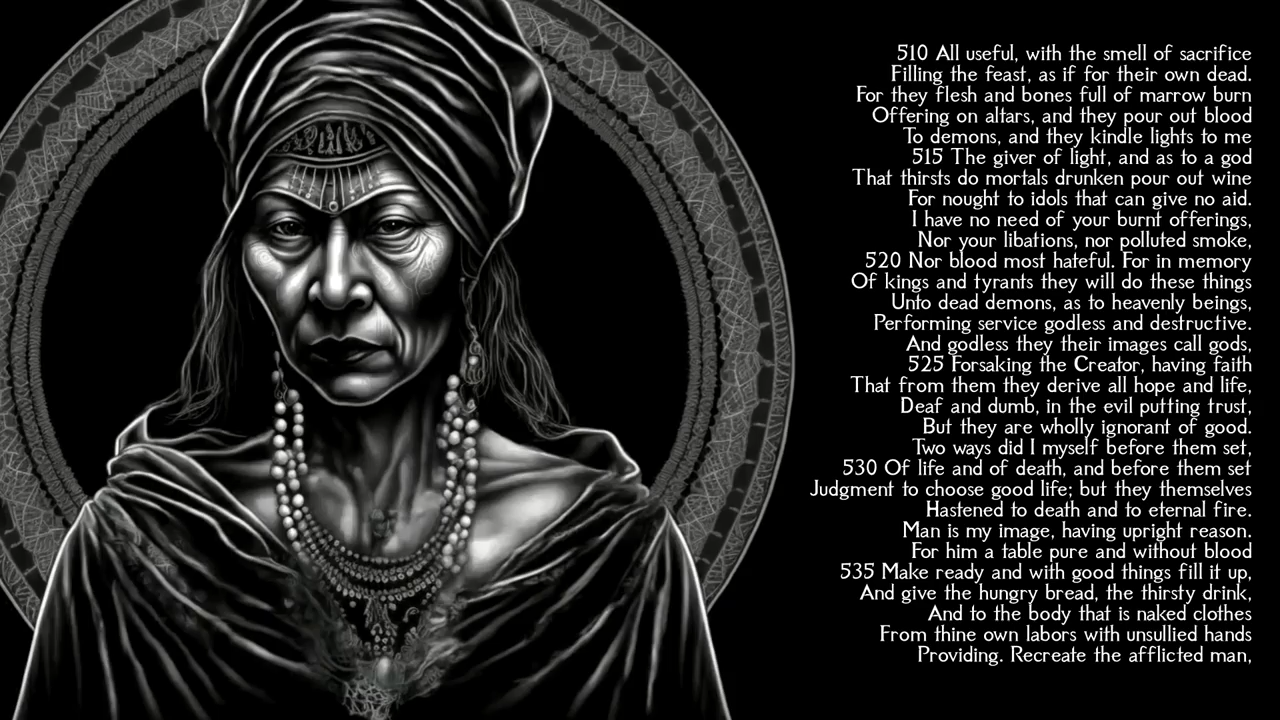 510 All useful, with the smell of sacrifice
Filling the feast, as if for their own dead.
For they flesh and bones full of marrow burn
Offering on altars, and they pour out blood
To demons, and they kindle lights to me
515 The giver of light, and as to a god
That thirsts do mortals drunken pour out wine
For nought to idols that can give no aid.
I have no need of your burnt offerings,
Nor your libations, nor polluted smoke,
520 Nor blood most hateful. For in memory
Of kings and tyrants they will do these things
Unto dead demons, as to heavenly beings,
Performing service godless and destructive.
And godless they their images call gods,
525 Forsaking the Creator, having faith
That from them they derive all hope and life,
Deaf and dumb, in the evil putting trust,
But they are wholly ignorant of good.
Two ways did I myself before them set,
530 Of life and of death, and before them set
Judgment to choose good life; but they themselves
Hastened to death and to eternal fire.
Man is my image, having upright reason.
For him a table pure and without blood
535 Make ready and with good things fill it up,
And give the hungry bread, the thirsty drink,
And to the body that is naked clothes
From thine own labors with unsullied hands
Providing. Recreate the afflicted man,